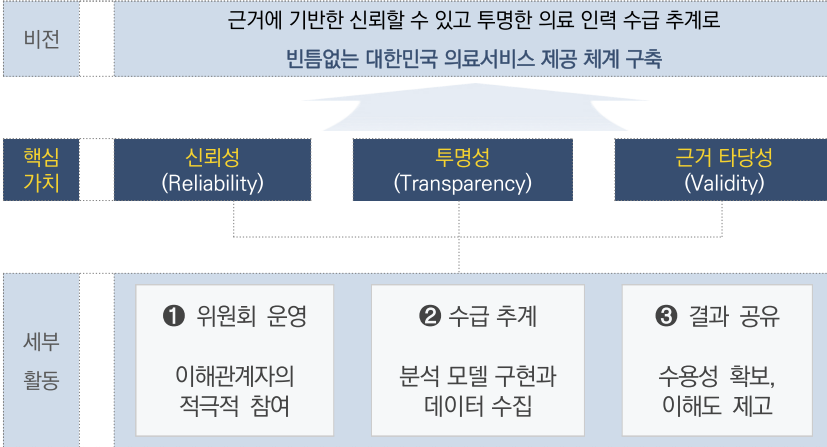 비전
근거에 기반한 신뢰할 수 있고 투명한 의료 인력 수급 추계로
빈틈없는 대한민국 의료서비스 제공 체계 구축
핵심
가치
신뢰성
(Reliability)
투명성
(Transparency)
근거 타당성
(Validity)
세부
활동
❶ 위원회 운영
이해관계자의
적극적 참여
❷ 수급 추계
분석 모델 구현과
데이터 수집
❸ 결과 공유
수용성 확보,
이해도 제고